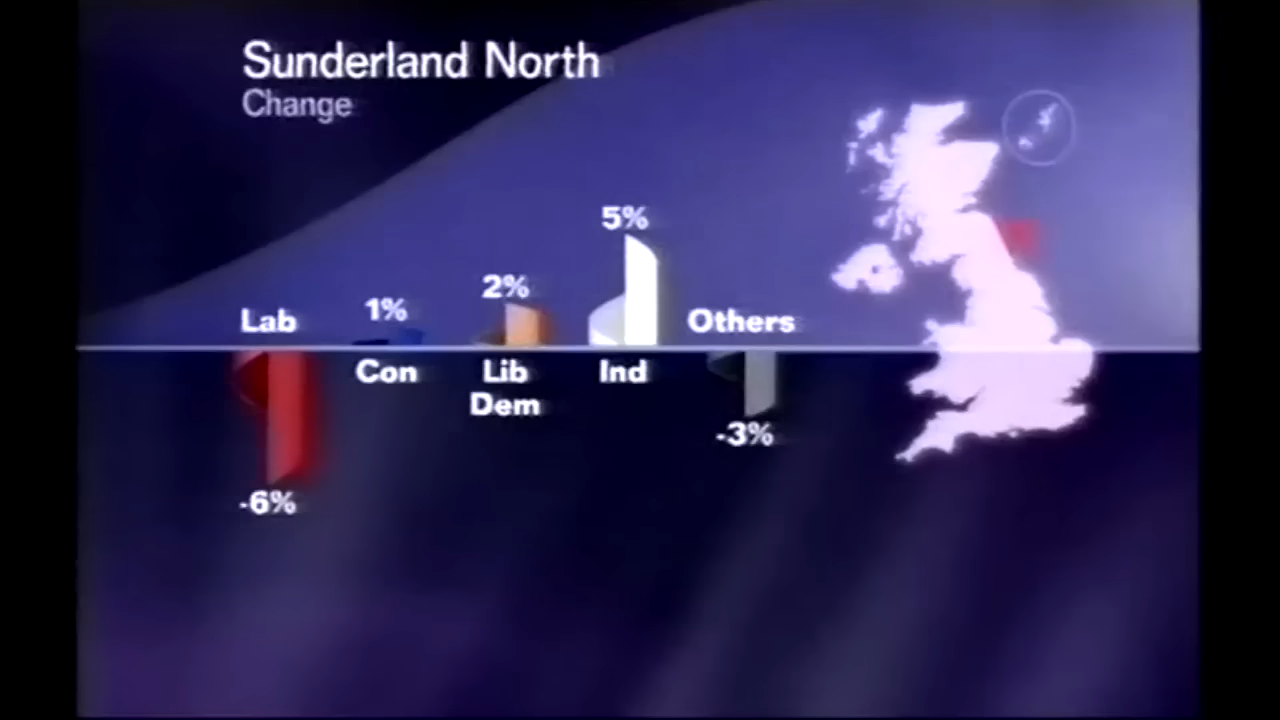 Sunderland North
Change
5%
2%
1%
Lab
Others
Con
Lib
Dem
Ind
-3%
-6%